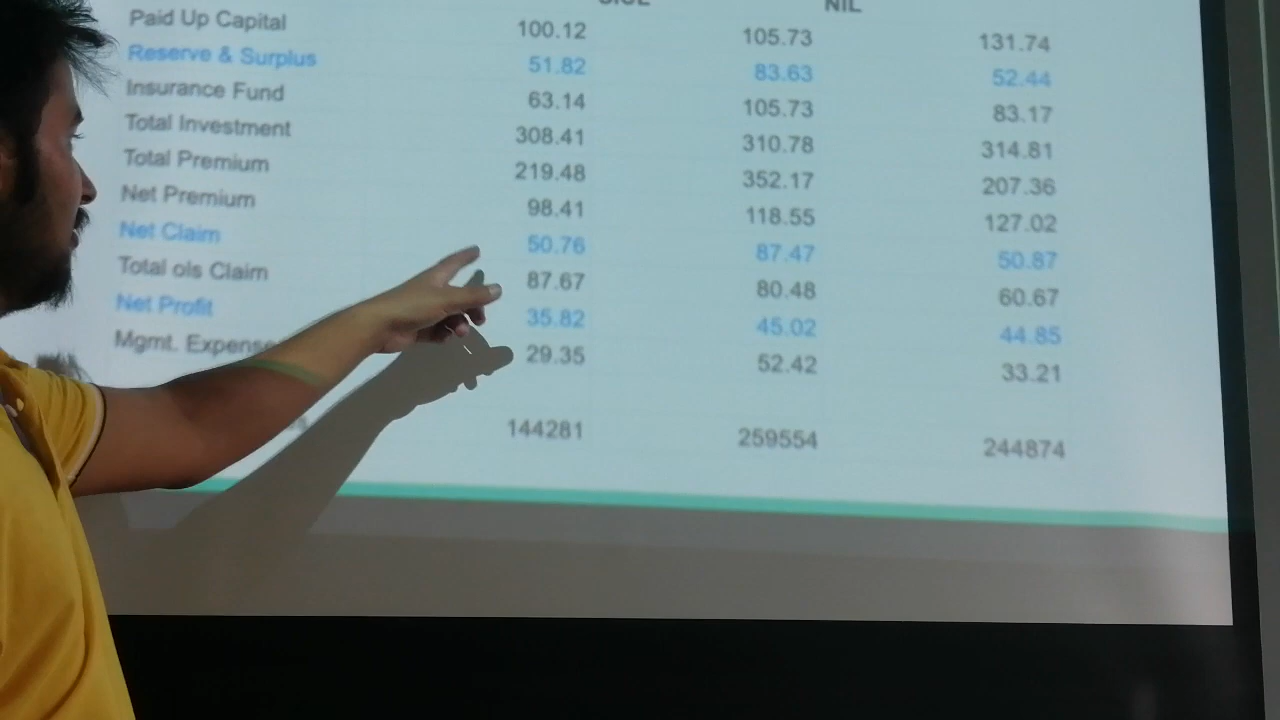 NIL
Paid Up Capital 100.12 105.73 131.74
Reserve & Surplus 51.82 83.63 52.44
Insurance Fund 63.14 105.73 83.17
Total Investment 308.41 310.78 314.81
Total Premium 219.48 352.17 207.36
Net Premium 98.41 118.55 127.02
Net Claim 50.76 87.47 50.87
Total ols Claim 87.67 80.48 60.67
Net Profit 35.82 45.02 44.85
Mgmt. Expense 29.35 52.42 33.21
144281 259554 244874